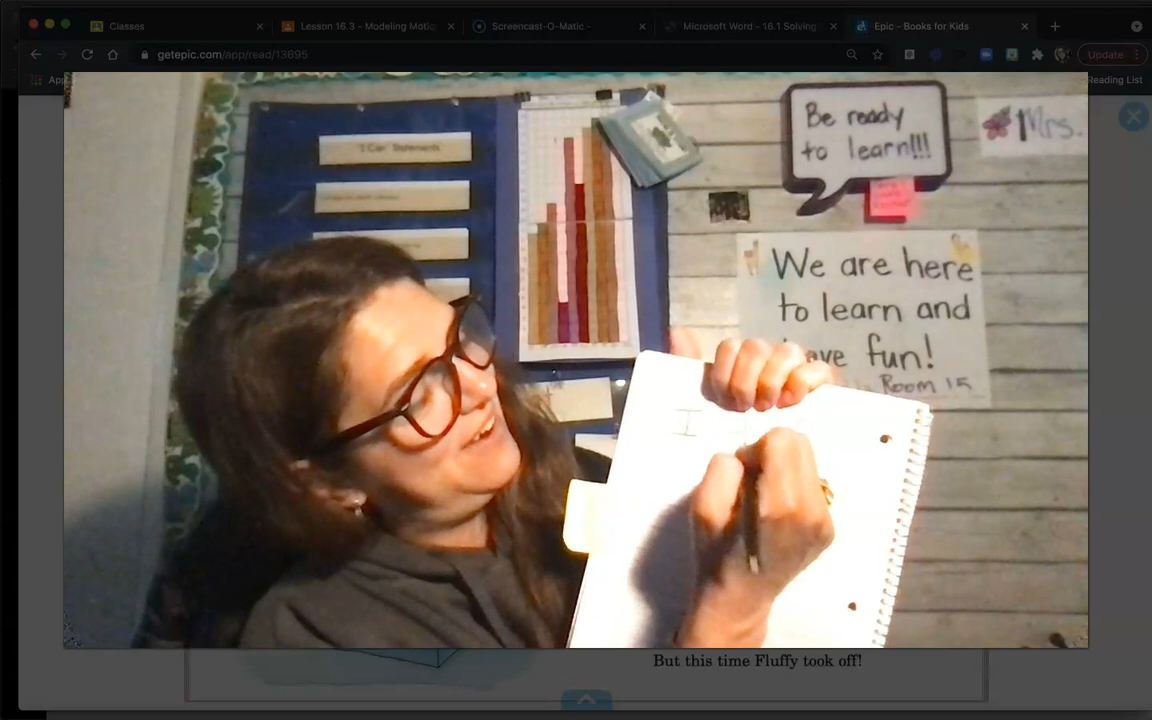 Classes
Lesson 16.3 - Modeling Motio
Screencast-O-Matic -
Microsoft Word - 16.1 Solving
Epic - Books for Kids
getepic.com/app/read/13695
Update
App
Reading List
"I Can" Statements
Be ready
to learn!!!
Mrs.
We are here
to learn and
have fun!
Room 15
I
But this time Fluffy took off!